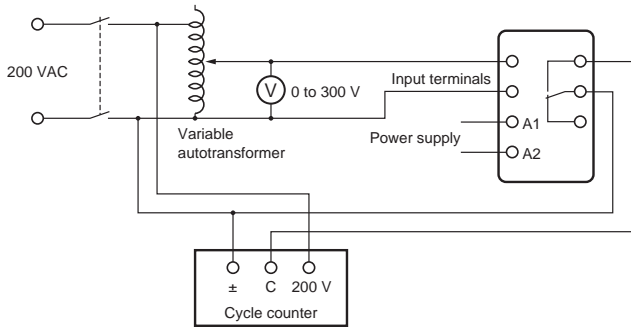 200 VAC
V
0 to 300 V
Input terminals
Variable
autotransformer
Power supply
A1
A2
± C 200 V
Cycle counter